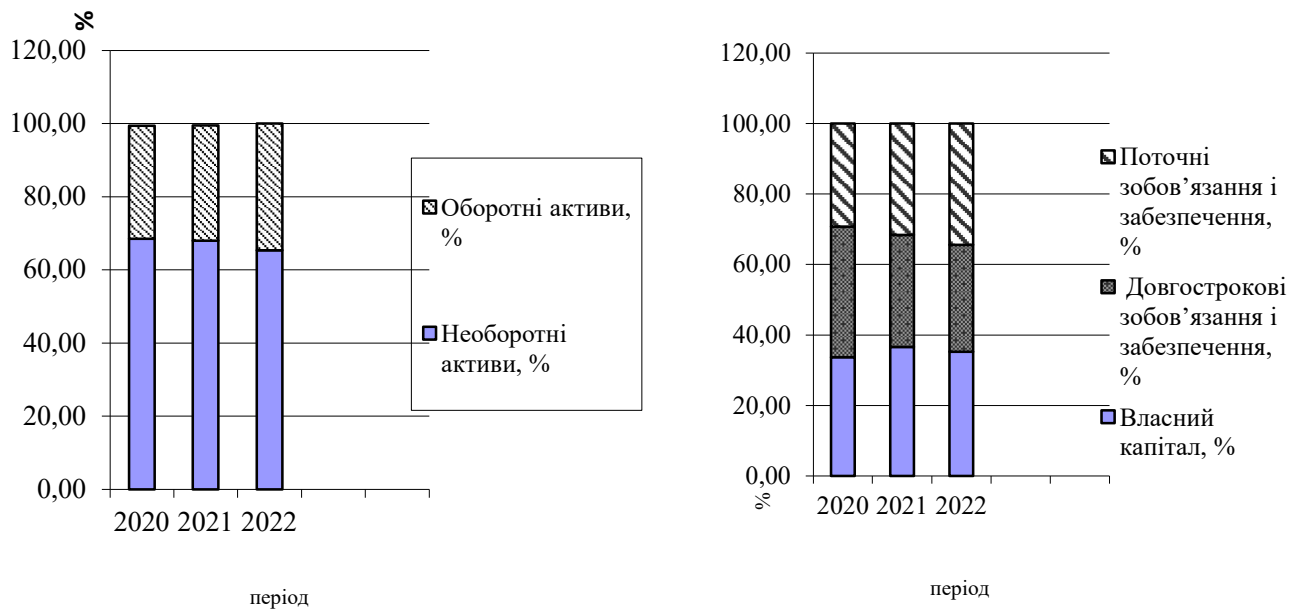 %
120,00
100,00
80,00
60,00
40,00
20,00
0,00
2020 2021 2022
період
Оборотні активи,
%
Необоротні
активи, %
120,00
100,00
80,00
60,00
40,00
20,00
0,00
%
2020 2021 2022
період
Поточні
зобов’язання і
забезпечення,
%
Довгострокові
зобов’язання і
забезпечення,
%
Власний
капітал, %